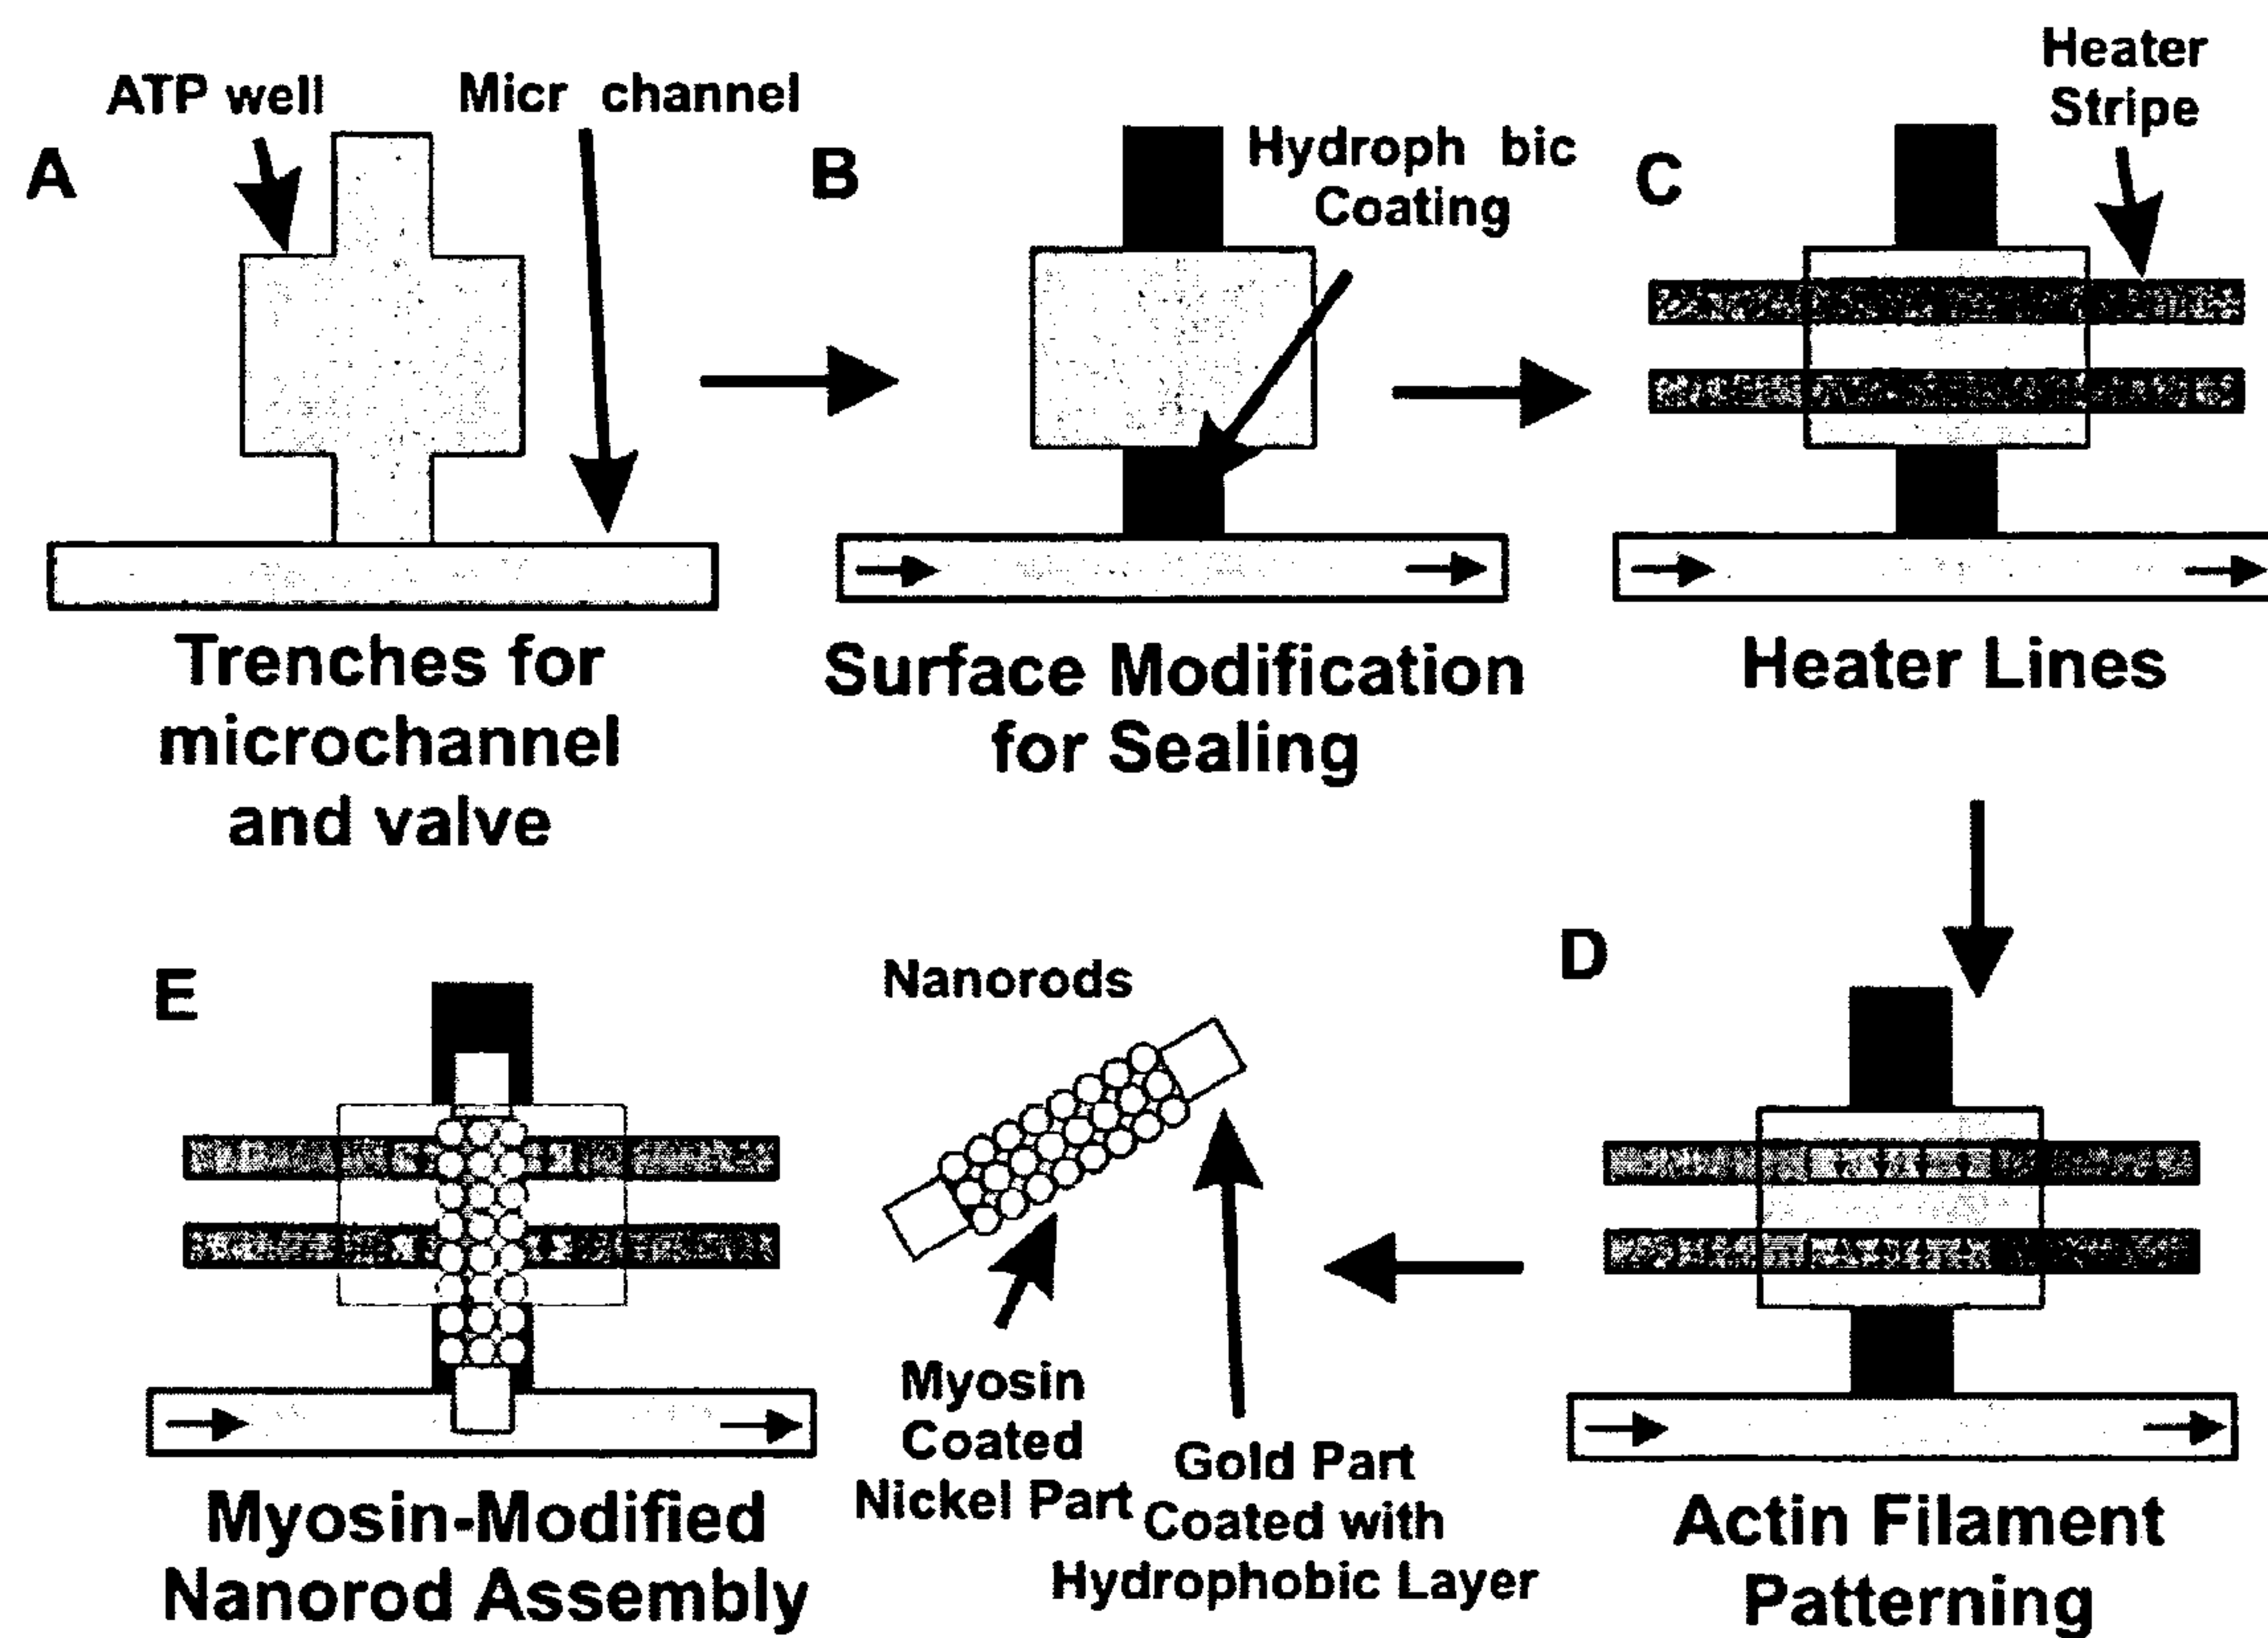 ATP well
Micr channel
Heater
Stripe
A
B
Hydroph bic
Coating
C
Trenches for
microchannel
and valve
Surface Modification
for Sealing
Heater Lines
E
Nanorods
D
Myosin
Coated
Nickel Part
Gold Part
Coated with
Hydrophobic Layer
Myosin-Modified
Nanorod Assembly
Actin Filament
Patterning